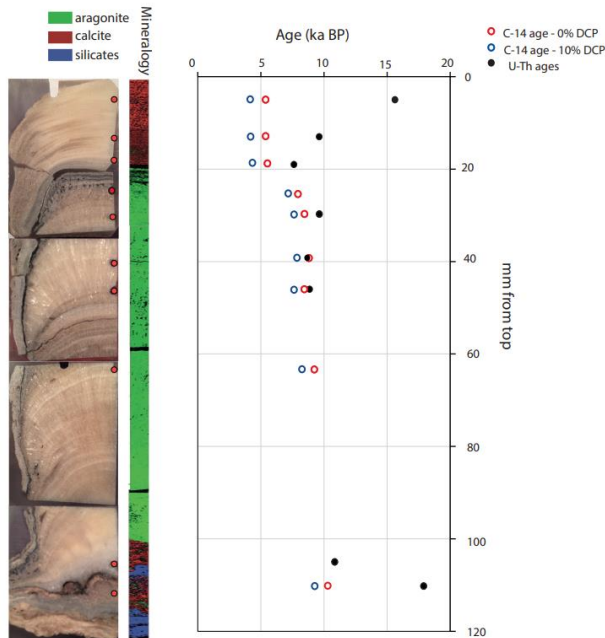 aragonite
calcite
silicates
Mineralogy
Age (ka BP)
C-14 age - 0% DCP
C-14 age - 10% DCP
U-Th ages
0
5
10
15
20
0
20
40
60
80
100
120
mm from top